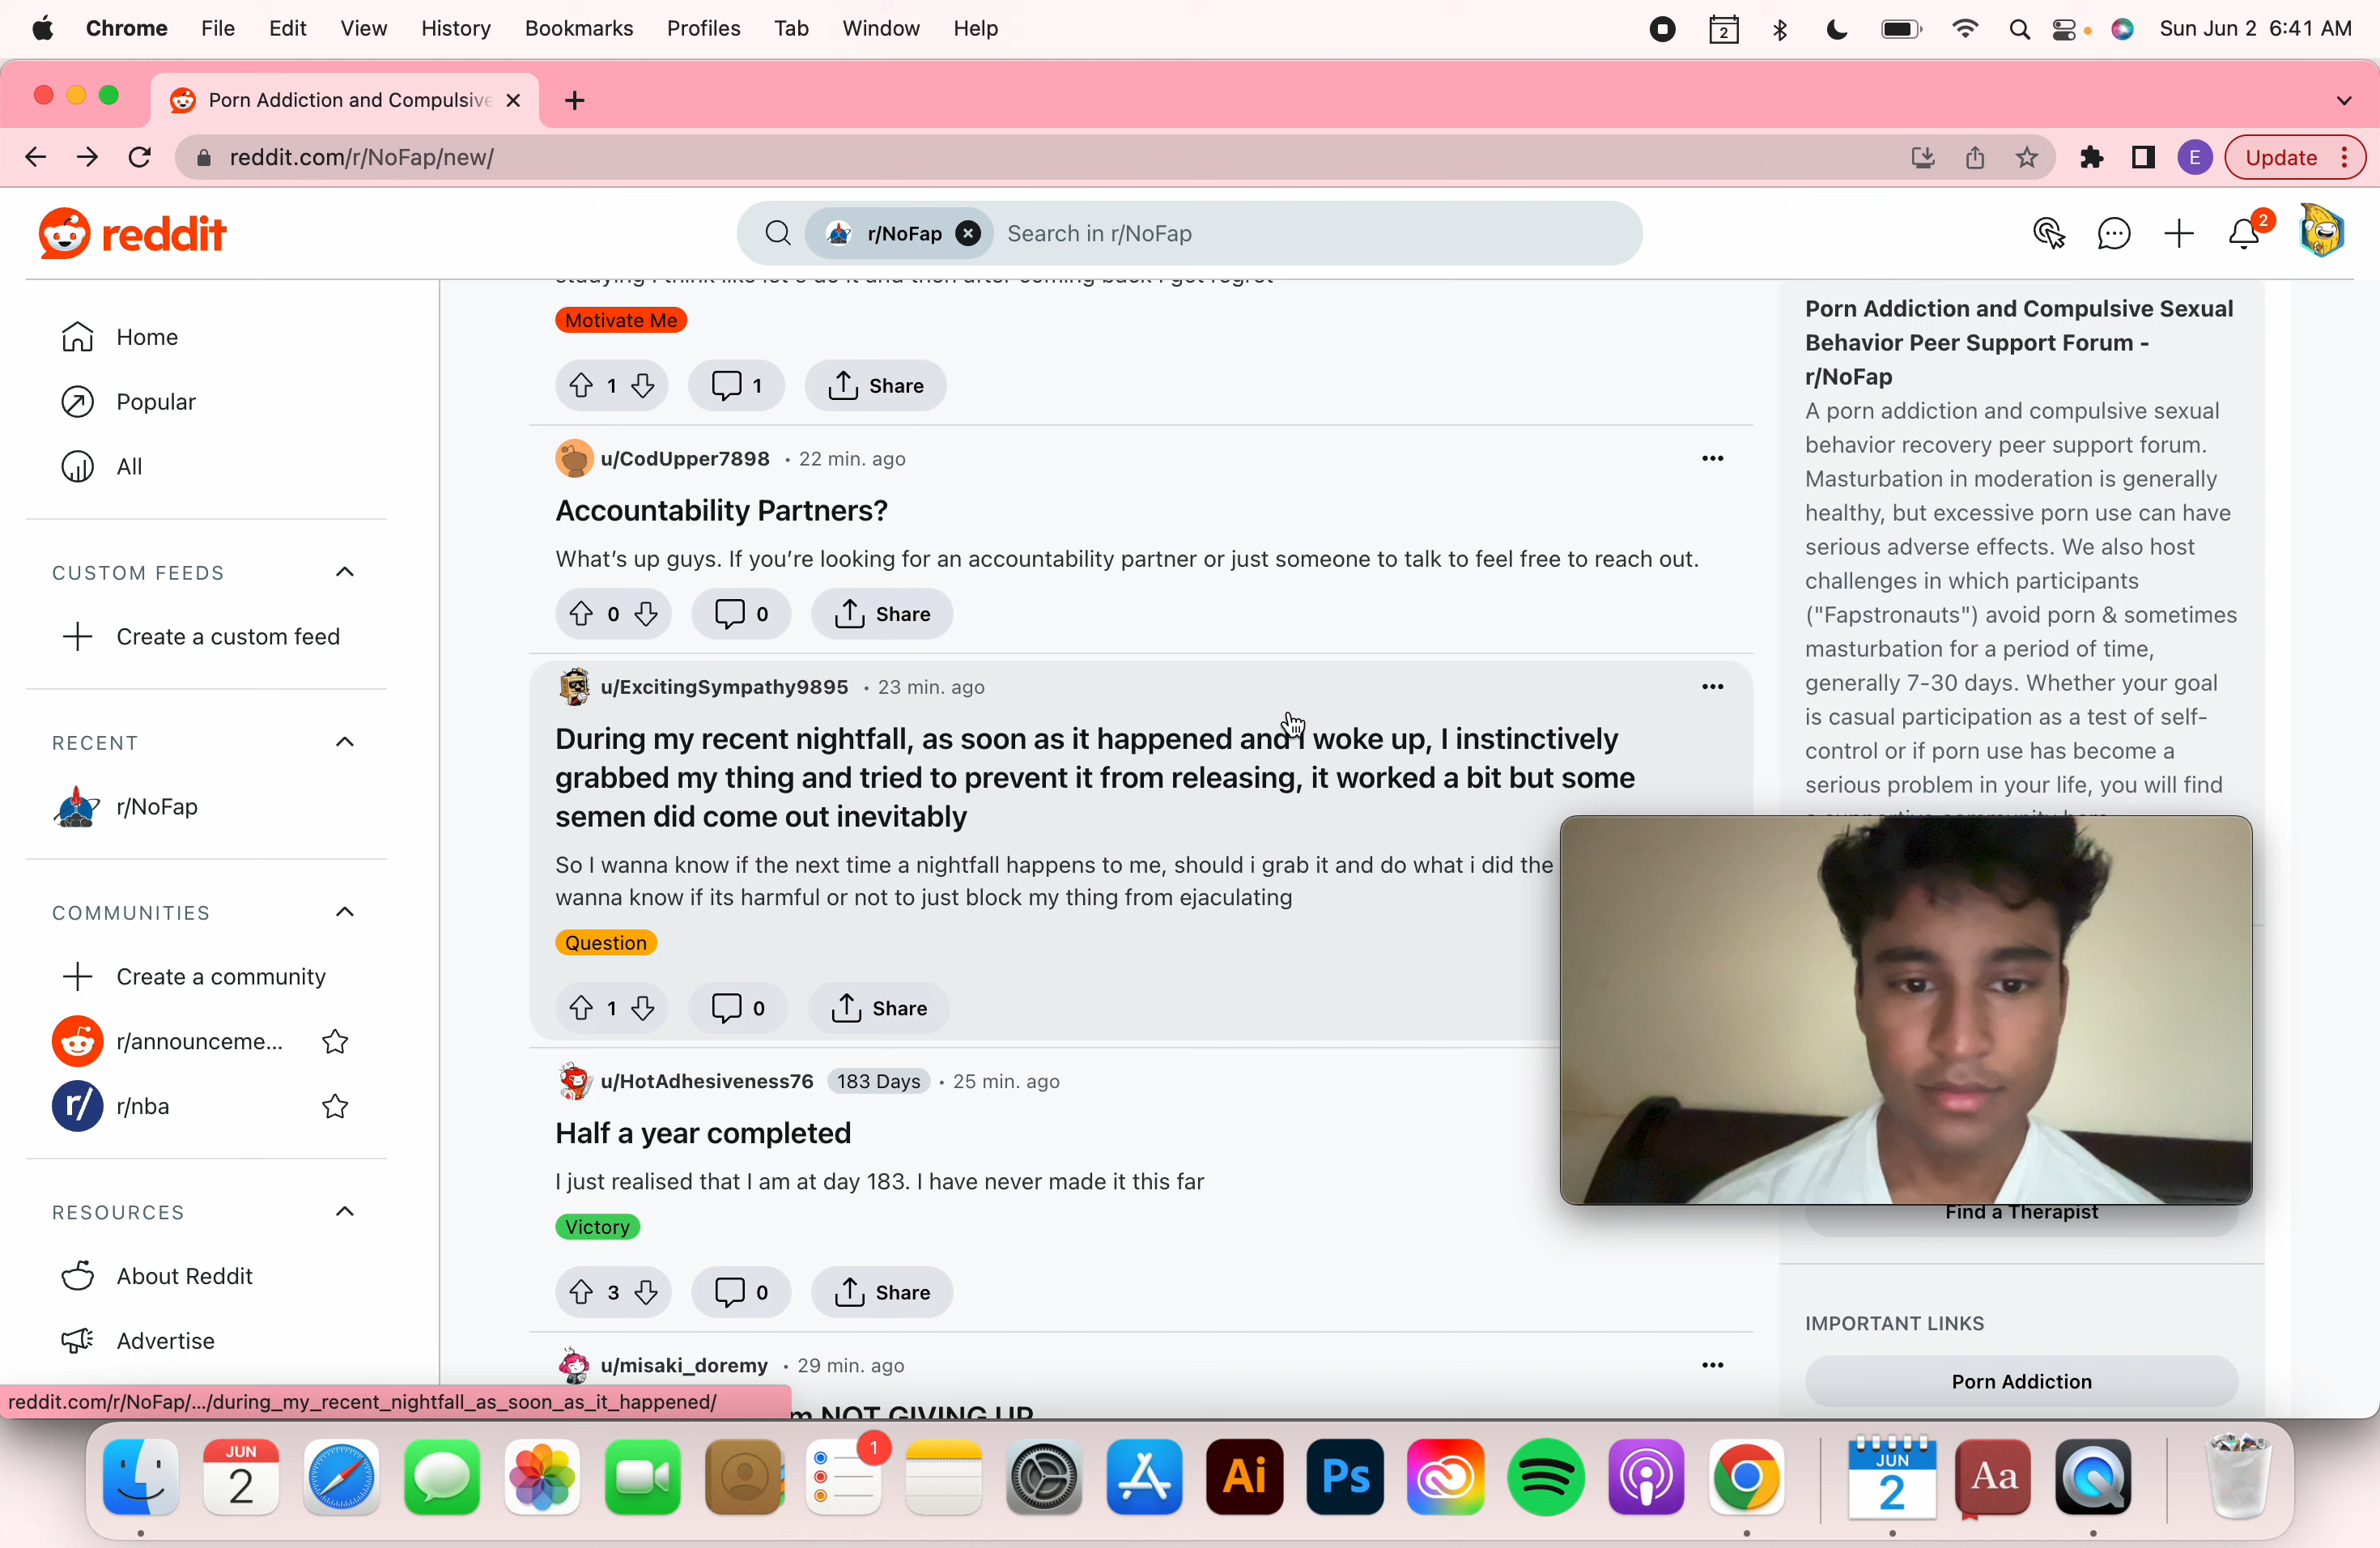 Chrome File Edit View History Bookmarks Profiles Tab Window Help 2 Sun Jun 2 6:41 AM
Porn Addiction and Compulsive
reddit.com/r/NoFap/new/ E Update
reddit r/NoFap Search in r/NoFap 2
Home
Popular
All
CUSTOM FEEDS
Create a custom feed
RECENT
r/NoFap
COMMUNITIES
Create a community
r/announceme...
r/ r/nba
RESOURCES
About Reddit
Advertise
reddit.com/r/NoFap/.../during_my_recent_nightfall_as_soon_as_it_happened/
Motivate Me
1 1 Share
u/CodUpper7898 • 22 min. ago
Accountability Partners?
What's up guys. If you're looking for an accountability partner or just someone to talk to feel free to reach out.
0 0 Share
u/ExcitingSympathy9895 • 23 min. ago
During my recent nightfall, as soon as it happened and I woke up, I instinctively
grabbed my thing and tried to prevent it from releasing, it worked a bit but some
semen did come out inevitably
So I wanna know if the next time a nightfall happens to me, should i grab it and do what i did the
wanna know if its harmful or not to just block my thing from ejaculating
Question
1 0 Share
u/HotAdhesiveness76 183 Days • 25 min. ago
Half a year completed
I just realised that I am at day 183. I have never made it this far
Victory
3 0 Share
u/misaki_doremy • 29 min. ago
NOT GIVING UP
Porn Addiction and Compulsive Sexual
Behavior Peer Support Forum -
r/NoFap
A porn addiction and compulsive sexual
behavior recovery peer support forum.
Masturbation in moderation is generally
healthy, but excessive porn use can have
serious adverse effects. We also host
challenges in which participants
("Fapstronauts") avoid porn & sometimes
masturbation for a period of time,
generally 7-30 days. Whether your goal
is casual participation as a test of self-
control or if porn use has become a
serious problem in your life, you will find
Find a Therapist
IMPORTANT LINKS
Porn Addiction
JUN 2 1 Ai Ps JUN 2 Aa